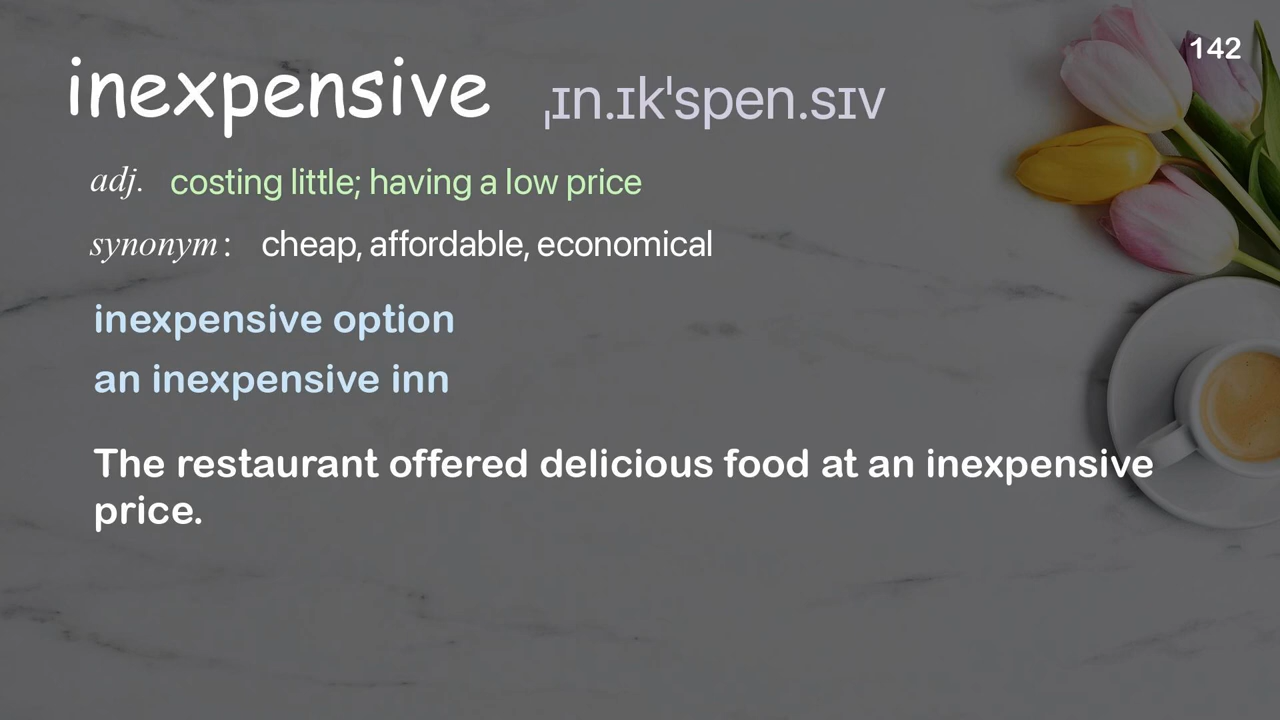 142
inexpensive ˌɪn.ɪkˈspen.sɪv
adj. costing little; having a low price
synonym : cheap, affordable, economical
inexpensive option
an inexpensive inn
The restaurant offered delicious food at an inexpensive
price.